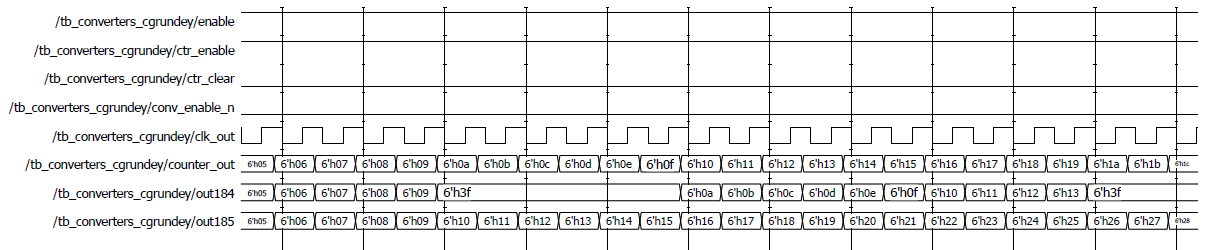 /tb_converters_cgrundey/enable
/tb_converters_cgrundey/ctr_enable
/tb_converters_cgrundey/ctr_clear
/tb_converters_cgrundey/conv_enable_n
/tb_converters_cgrundey/clk_out
/tb_converters_cgrundey/counter_out 6'h05 6'h06 6'h07 6'h08 6'h09 6'h0a 6'h0b 6'h0c 6'h0d 6'h0e 6'h0f 6'h10 6'h11 6'h12 6'h13 6'h14 6'h15 6'h16 6'h17 6'h18 6'h19 6'h1a 6'h1b 6'h1c
/tb_converters_cgrundey/out184 6'h05 6'h06 6'h07 6'h08 6'h09 6'h3f 6'h0a 6'h0b 6'h0c 6'h0d 6'h0e 6'h0f 6'h10 6'h11 6'h12 6'h13 6'h3f
/tb_converters_cgrundey/out185 6'h05 6'h06 6'h07 6'h08 6'h09 6'h10 6'h11 6'h12 6'h13 6'h14 6'h15 6'h16 6'h17 6'h18 6'h19 6'h20 6'h21 6'h22 6'h23 6'h24 6'h25 6'h26 6'h27 6'h28